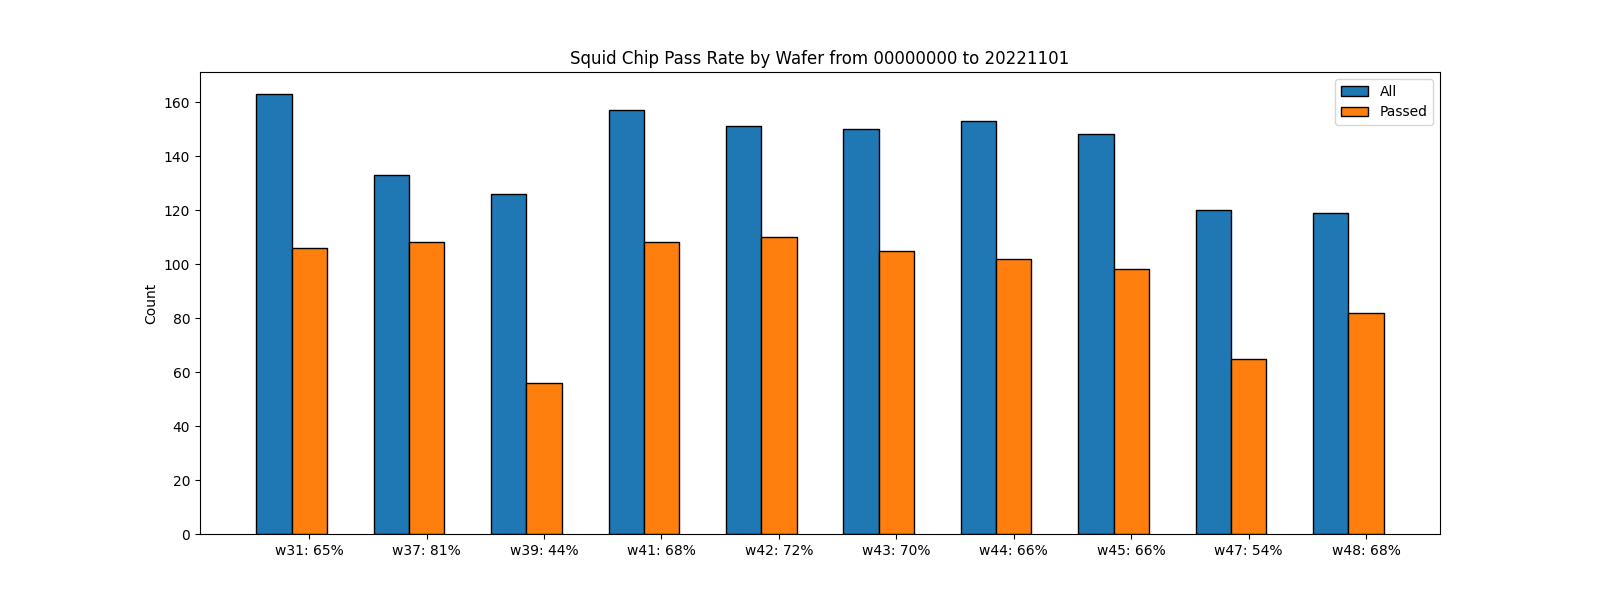 Squid Chip Pass Rate by Wafer from 00000000 to 20221101
All
Passed
Count
160
140
120
100
80
60
40
20
0
w31: 65%
w37: 81%
w39: 44%
w41: 68%
w42: 72%
w43: 70%
w44: 66%
w45: 66%
w47: 54%
w48: 68%